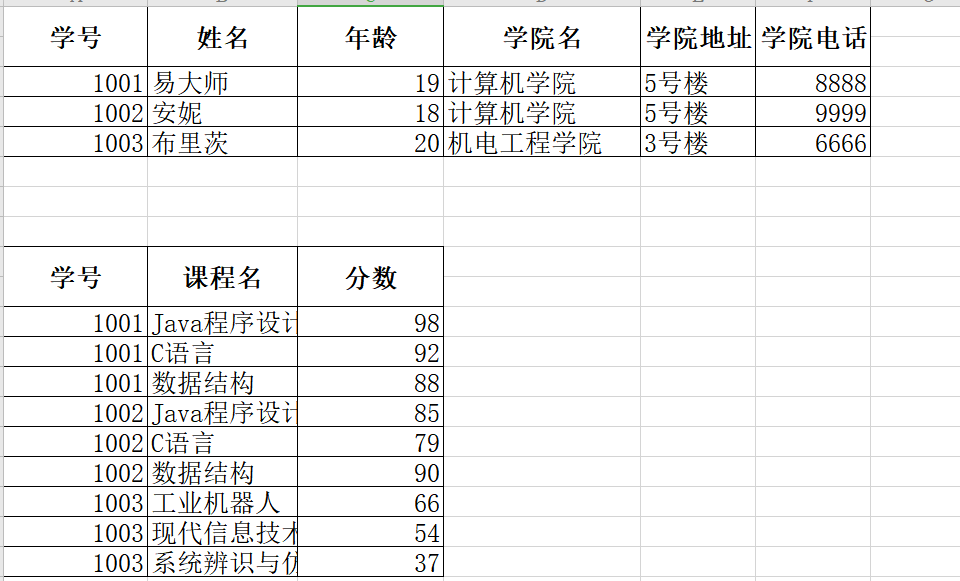 学号 姓名 年龄 学院名 学院地址 学院电话
1001 易大师 19 计算机学院 5号楼 8888
1002 安妮 18 计算机学院 5号楼 9999
1003 布里茨 20 机电工程学院 3号楼 6666
学号 课程名 分数
1001 Java程序设计 98
1001 C语言 92
1001 数据结构 88
1002 Java程序设计 85
1002 C语言 79
1002 数据结构 90
1003 工业机器人 66
1003 现代信息技术 54
1003 系统辨识与仿 37